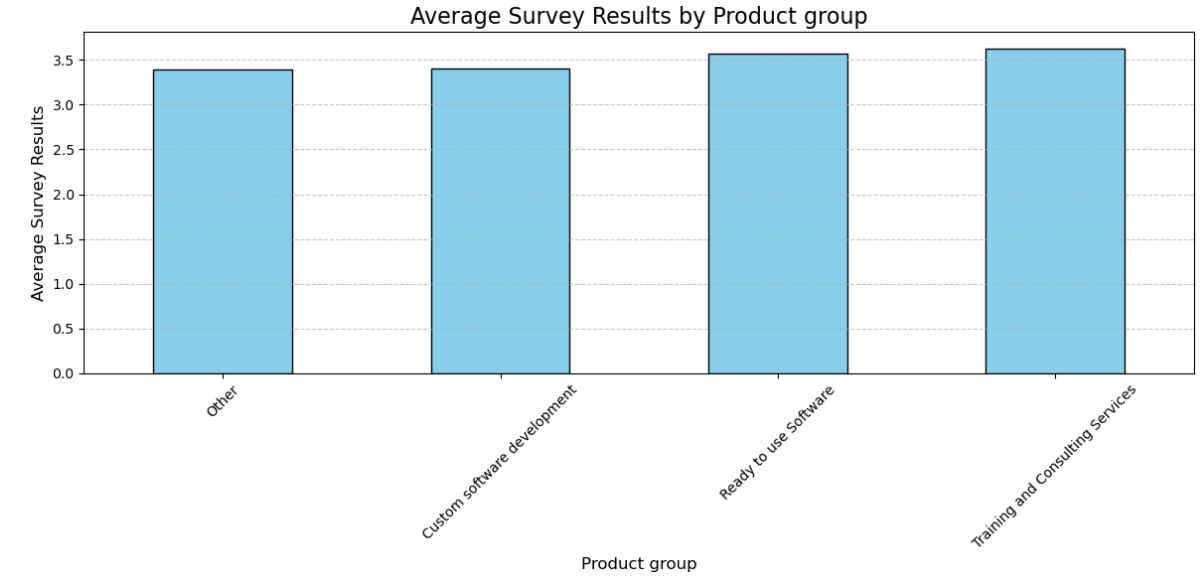 Average Survey Results by Product group
Average Survey Results
3.5
3.0
2.5
2.0
1.5
1.0
0.5
0.0
Other
Custom software development
Ready to use Software
Training and Consulting Services
Product group